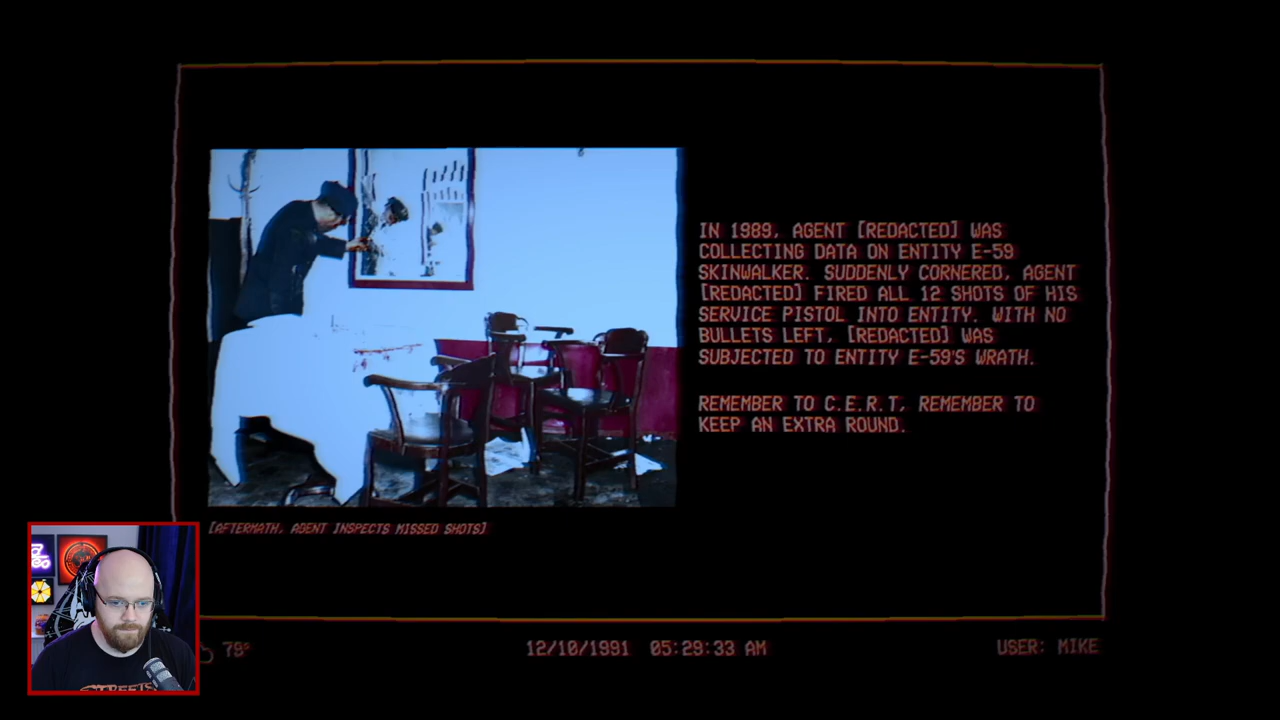 IN 1989, AGENT [REDACTED] WAS
COLLECTING DATA ON ENTITY E-59
SKINWALKER. SUDDENLY CORNERED, AGENT
[REDACTED] FIRED ALL 12 SHOTS OF HIS
SERVICE PISTOL INTO ENTITY. WITH NO
BULLETS LEFT, [REDACTED] WAS
SUBJECTED TO ENTITY E-59'S WRATH.
REMEMBER TO C.E.R.T, REMEMBER TO
KEEP AN EXTRA ROUND.
[AFTERMATH, AGENT INSPECTS MISSED SHOTS]
79° 12/10/1991 05:29:33 AM USER: MIKE
STREETS